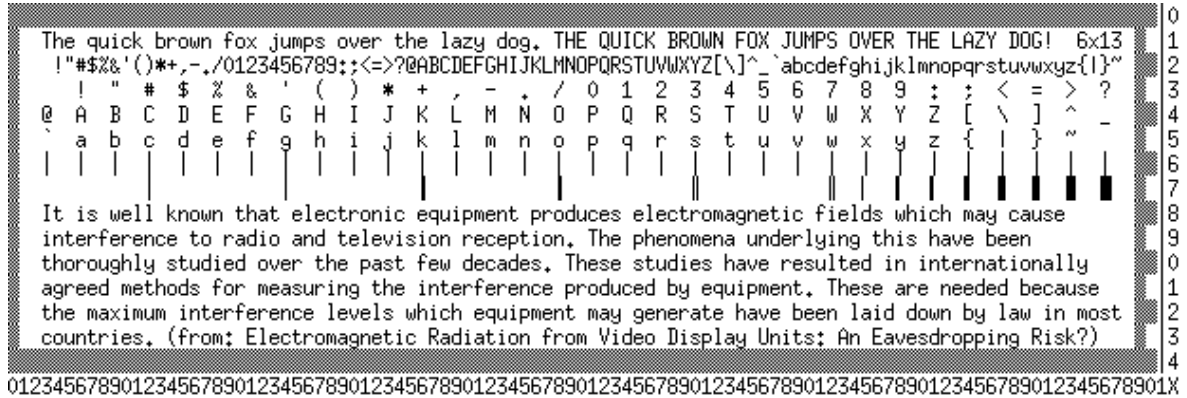 0
The quick brown fox jumps over the lazy dog. THE QUICK BROWN FOX JUMPS OVER THE LAZY DOG! 6x13 1
!"#$%&'()*+,-./0123456789:;<=>?@ABCDEFGHIJKLMNOPQRSTUVWXYZ[\]^_`abcdefghijklmnopqrstuvwxyz{|}~ 2
! " # $ % & ' ( ) * + , - . / 0 1 2 3 4 5 6 7 8 9 : ; < = > ? 3
@ A B C D E F G H I J K L M N O P Q R S T U V W X Y Z [ \ ] ^ _ 4
` a b c d e f g h i j k l m n o p q r s t u v w x y z { | } ~ 5
6
7
It is well known that electronic equipment produces electromagnetic fields which may cause 8
interference to radio and television reception. The phenomena underlying this have been 9
thoroughly studied over the past few decades. These studies have resulted in internationally 0
agreed methods for measuring the interference produced by equipment. These are needed because 1
the maximum interference levels which equipment may generate have been laid down by law in most 2
countries. (from: Electromagnetic Radiation from Video Display Units: An Eavesdropping Risk?) 3
4
01234567890123456789012345678901234567890123456789012345678901234567890123456789012345678901234567890 1X